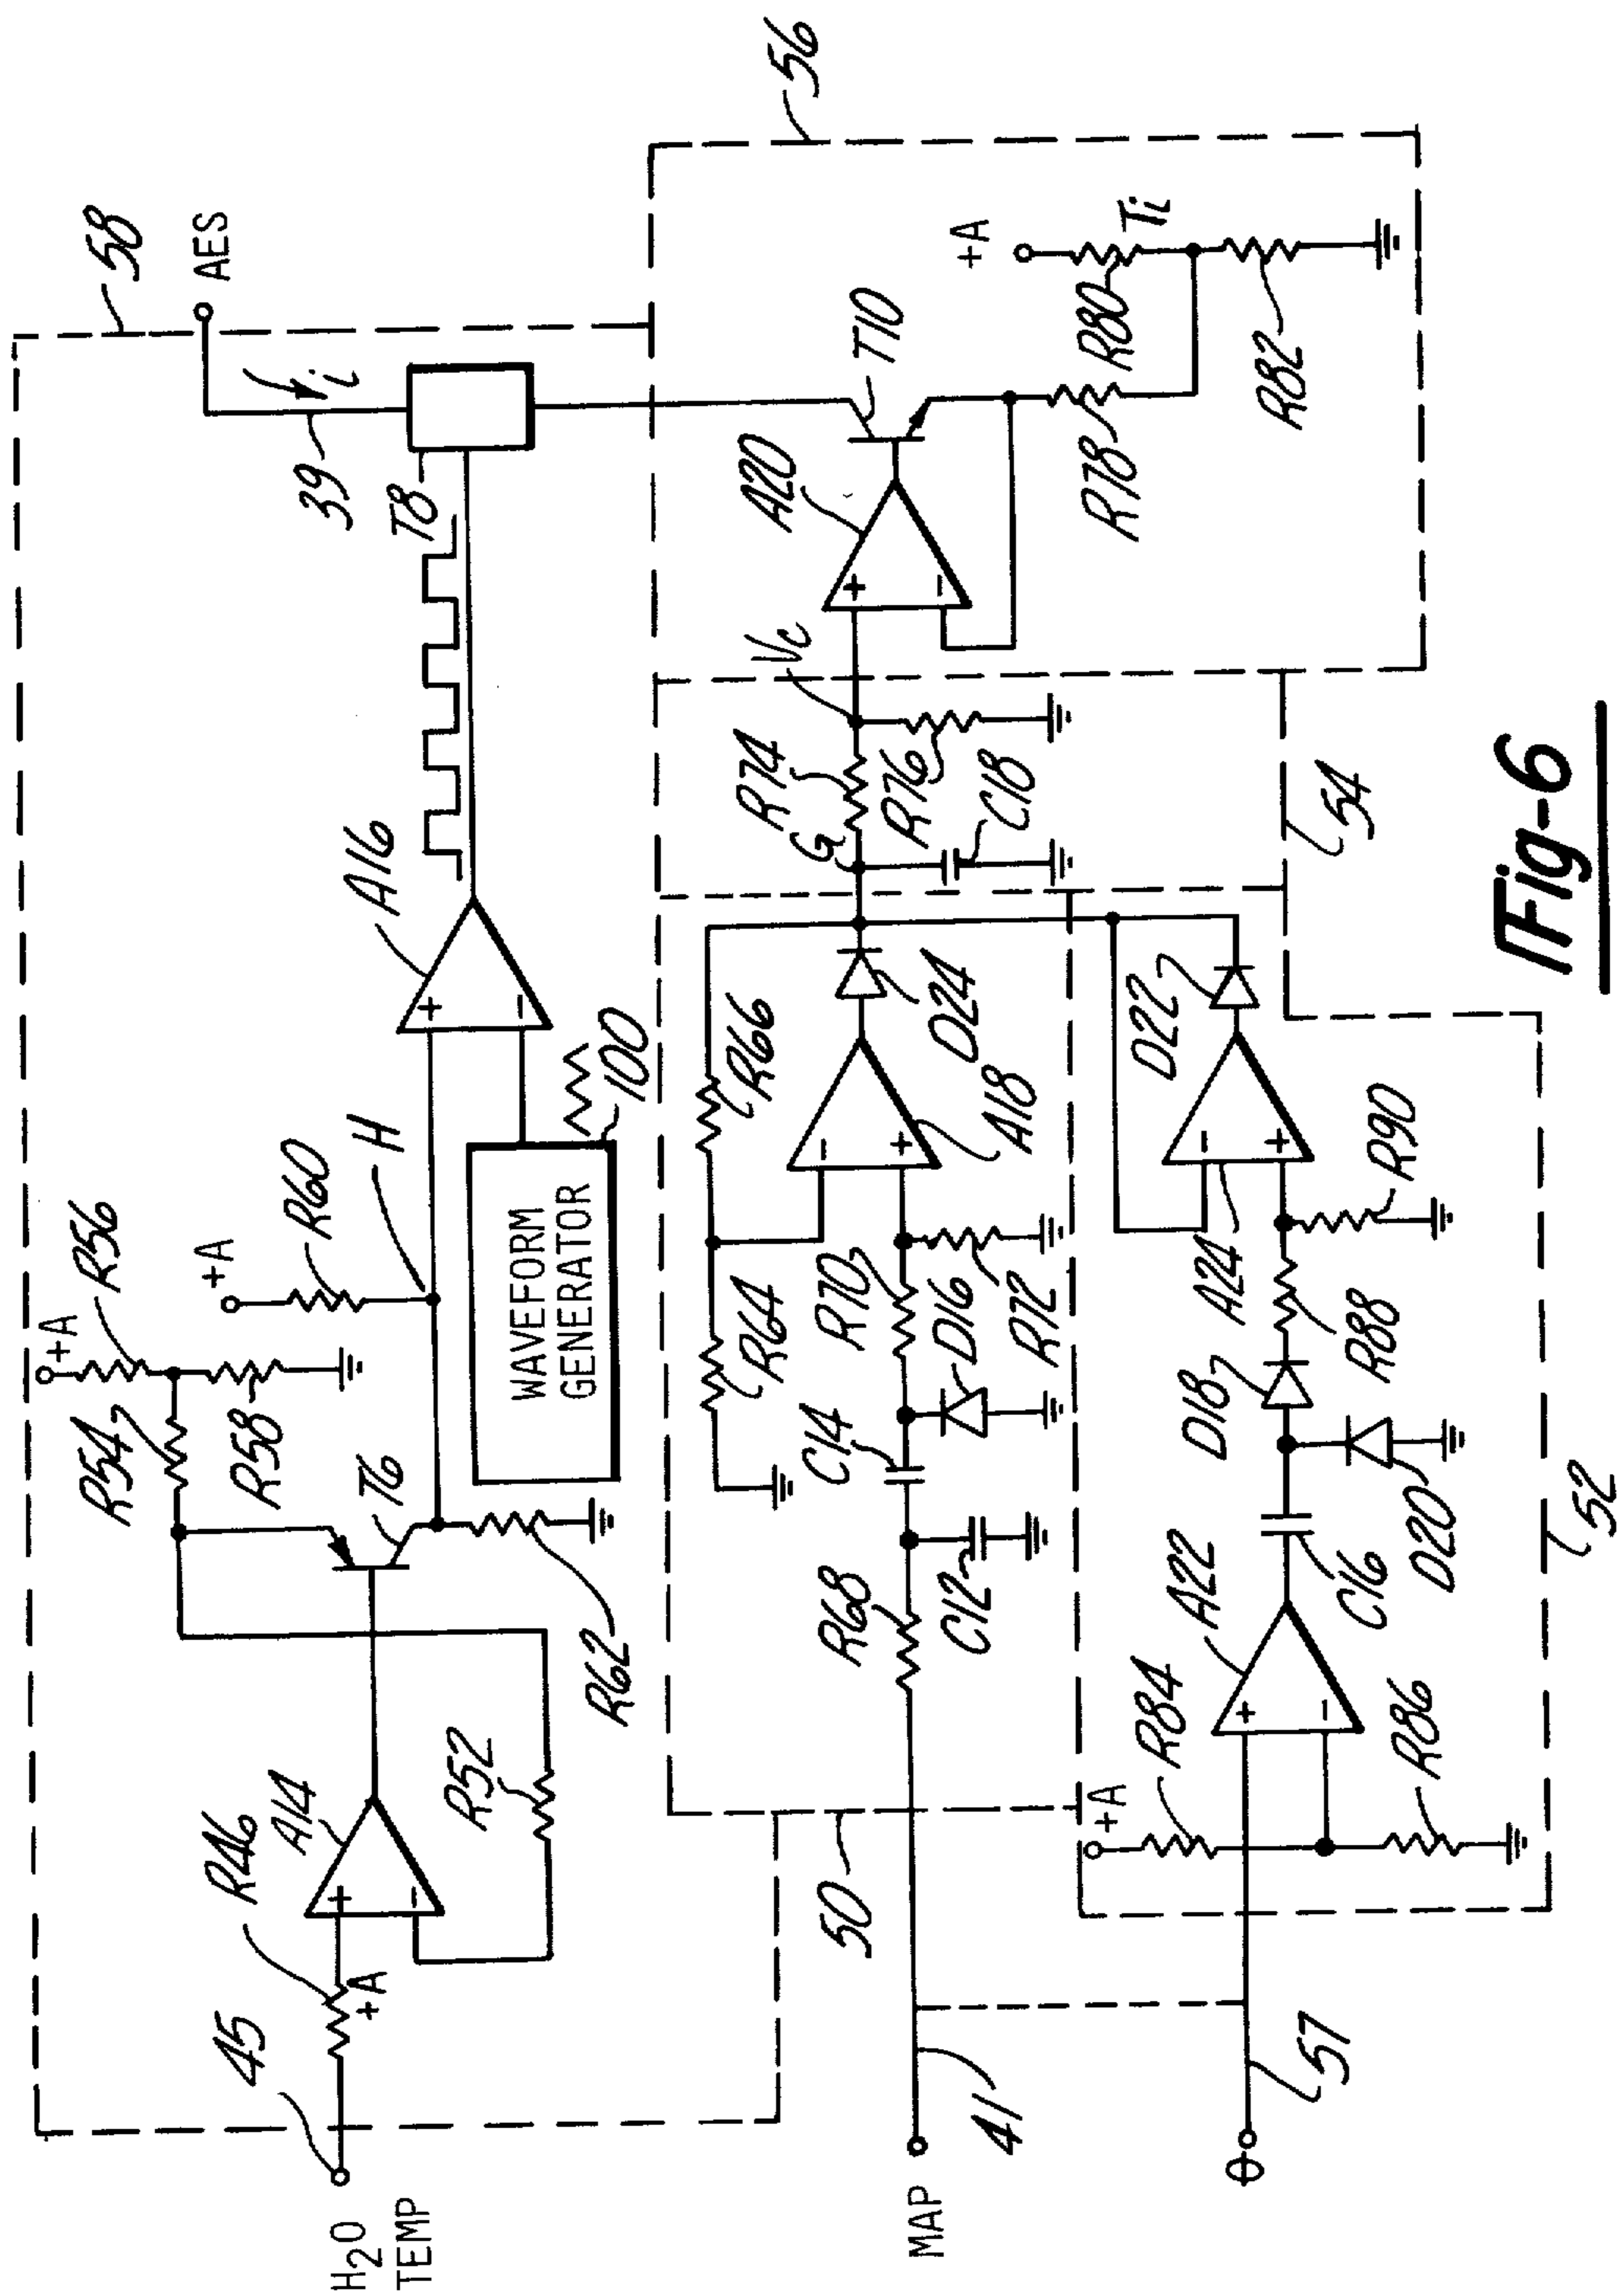 58
AES
39
i
T8
A16
+
-
100
H
R60
+A
WAVEFORM
GENERATOR
R56
+A
R54
R58
T6
R62
A14
+
-
R52
R46
+A
45
H2O
TEMP
56
+A
Ti
R80
R82
T10
R78
A20
+
-
Vc
R74
G
R76
C18
54
R66
D24
A18
-
+
R64
R70
D16
R72
C14
R68
C12
50
41
MAP
D22
A24
-
+
R90
R88
D18
D20
C16
A22
+
-
R84
+A
R86
52
57
θ
Fig-6